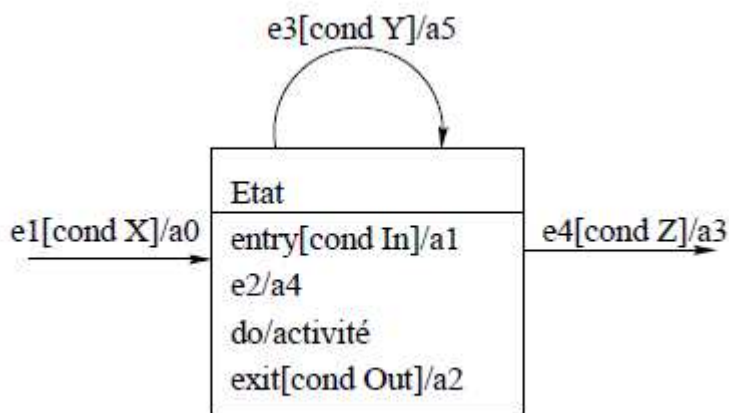 e3[cond Y]/a5
Etat
e1[cond X]/a0
entry[cond In]/a1
e4[cond Z]/a3
e2/a4
do/activité
exit[cond Out]/a2